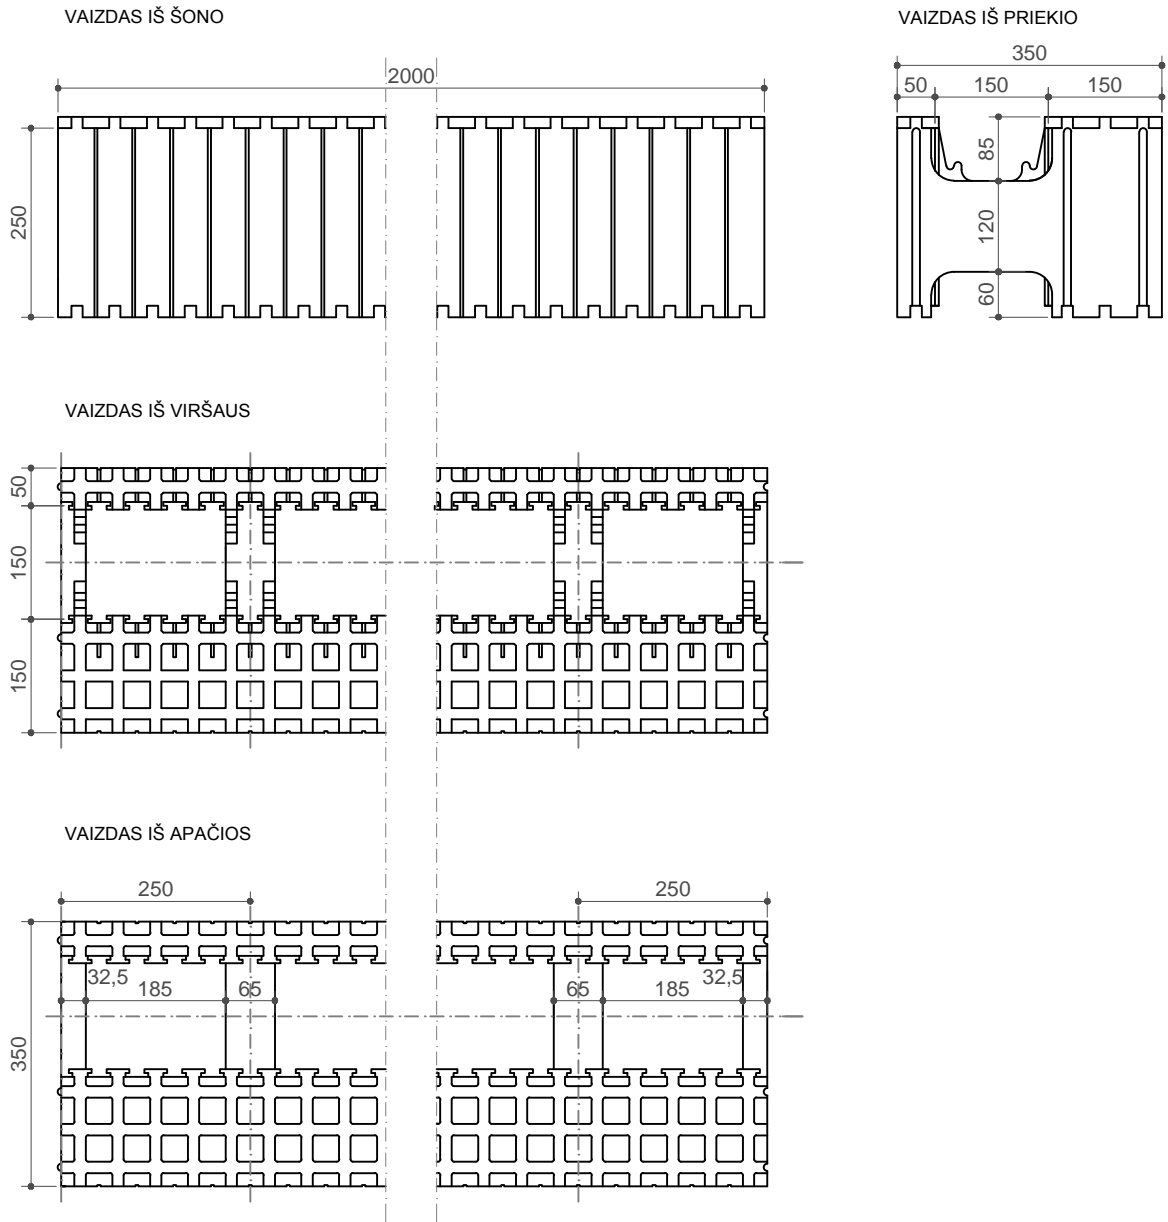 VAIZDAS IŠ ŠONO
2000
250
VAIZDAS IŠ PRIEKIO
350
50 150 150
85
120
60
VAIZDAS IŠ VIRŠAUS
50
150
150
VAIZDAS IŠ APAČIOS
250 250
32,5 185 65 65 185 32,5
350